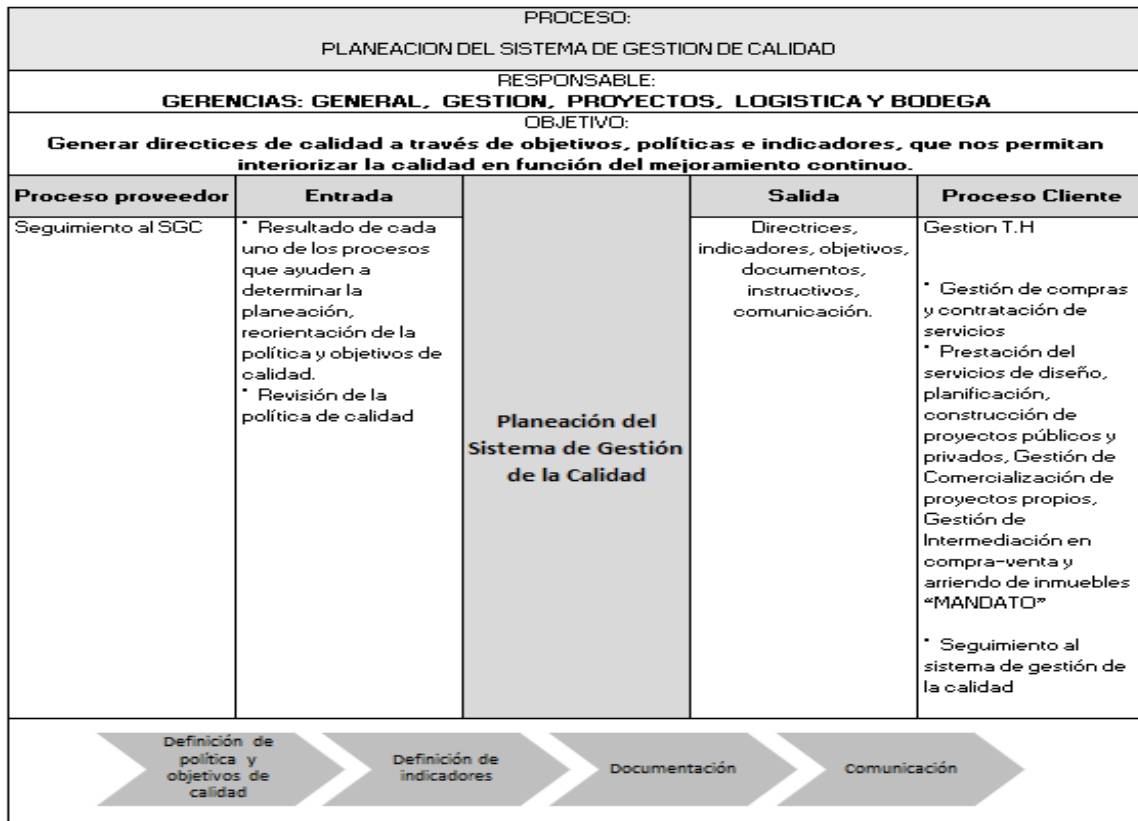 PROCESO:
PLANEACION DEL SISTEMA DE GESTION DE CALIDAD
RESPONSABLE:
GERENCIAS: GENERAL, GESTION, PROYECTOS, LOGISTICA Y BODEGA
OBJETIVO:
Generar directices de calidad a través de objetivos, políticas e indicadores, que nos permitan
interiorizar la calidad en función del mejoramiento continuo.
Proceso proveedor
Entrada
Salida
Proceso Cliente
Seguimiento al SGC
* Resultado de cada
uno de los procesos
que ayuden a
determinar la
planeación,
reorientación de la
política y objetivos de
calidad.
* Revisión de la
política de calidad
Planeación del
Sistema de Gestión
de la Calidad
Directrices,
indicadores, objetivos,
documentos,
instructivos,
comunicación.
Gestion T.H
* Gestión de compras
y contratación de
servicios
* Prestación del
servicios de diseño,
planificación,
construcción de
proyectos públicos y
privados, Gestión de
Comercialización de
proyectos propios,
Gestión de
Intermediación en
compra-venta y
arriendo de inmuebles
“MANDATO”
* Seguimiento al
sistema de gestión de
la calidad
Definición de
política y
objetivos de
calidad
Definición de
indicadores
Documentación
Comunicación